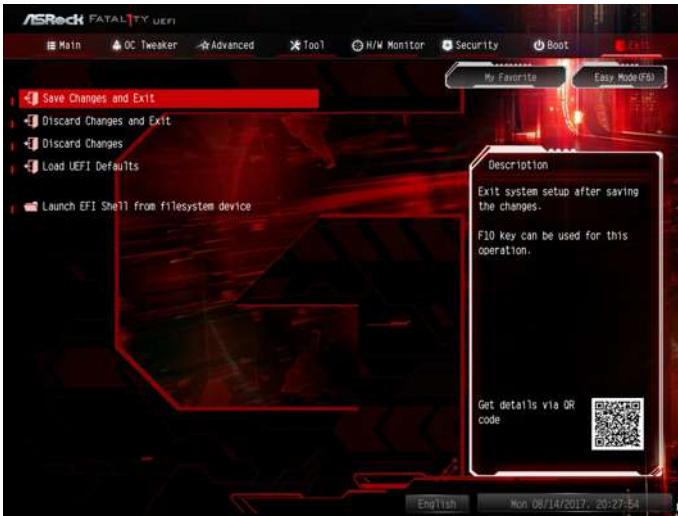 ASRock FATAL1TY UEFI
Main OC Tweaker Advanced Tool H/W Monitor Security Boot Exit
My Favorite Easy Mode(F6)
Save Changes and Exit
Discard Changes and Exit
Discard Changes
Load UEFI Defaults
Launch EFI Shell from filesystem device
Description
Exit system setup after saving
the changes.
F10 key can be used for this
operation.
Get details via QR
code
English Mon 08/14/2017. 20:27:54